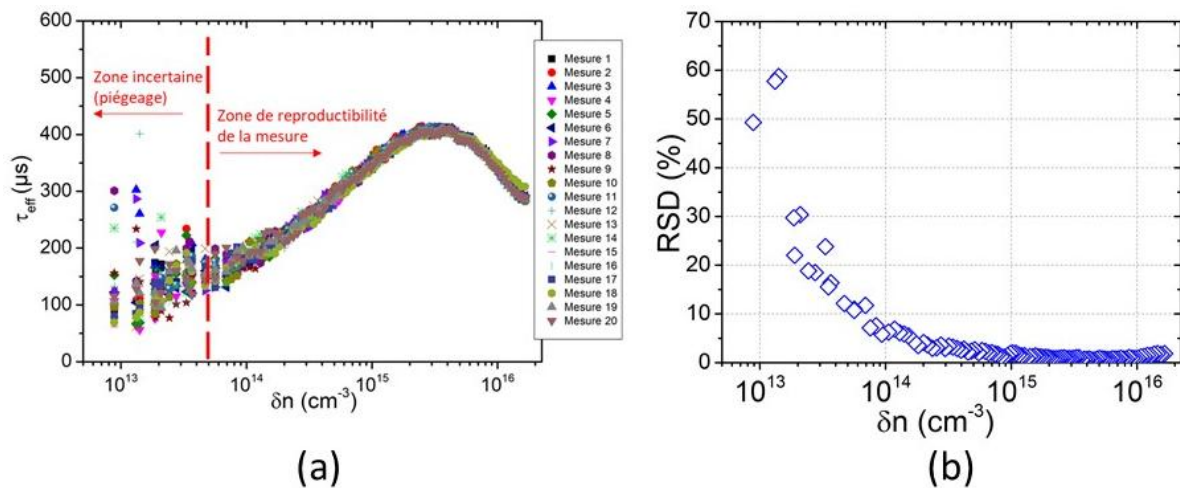 600
500
400
300
200
100
0
τeff (µs)
Zone incertaine
(piégeage)
Zone de reproductibilité
de la mesure
10¹³
10¹⁴
10¹⁵
10¹⁶
δn (cm⁻³)
Mesure 1
Mesure 2
Mesure 3
Mesure 4
Mesure 5
Mesure 6
Mesure 7
Mesure 8
Mesure 9
Mesure 10
Mesure 11
Mesure 12
Mesure 13
Mesure 14
Mesure 15
Mesure 16
Mesure 17
Mesure 18
Mesure 19
Mesure 20
(a)
70
60
50
40
30
20
10
0
RSD (%)
10¹³
10¹⁴
10¹⁵
10¹⁶
δn (cm⁻³)
(b)